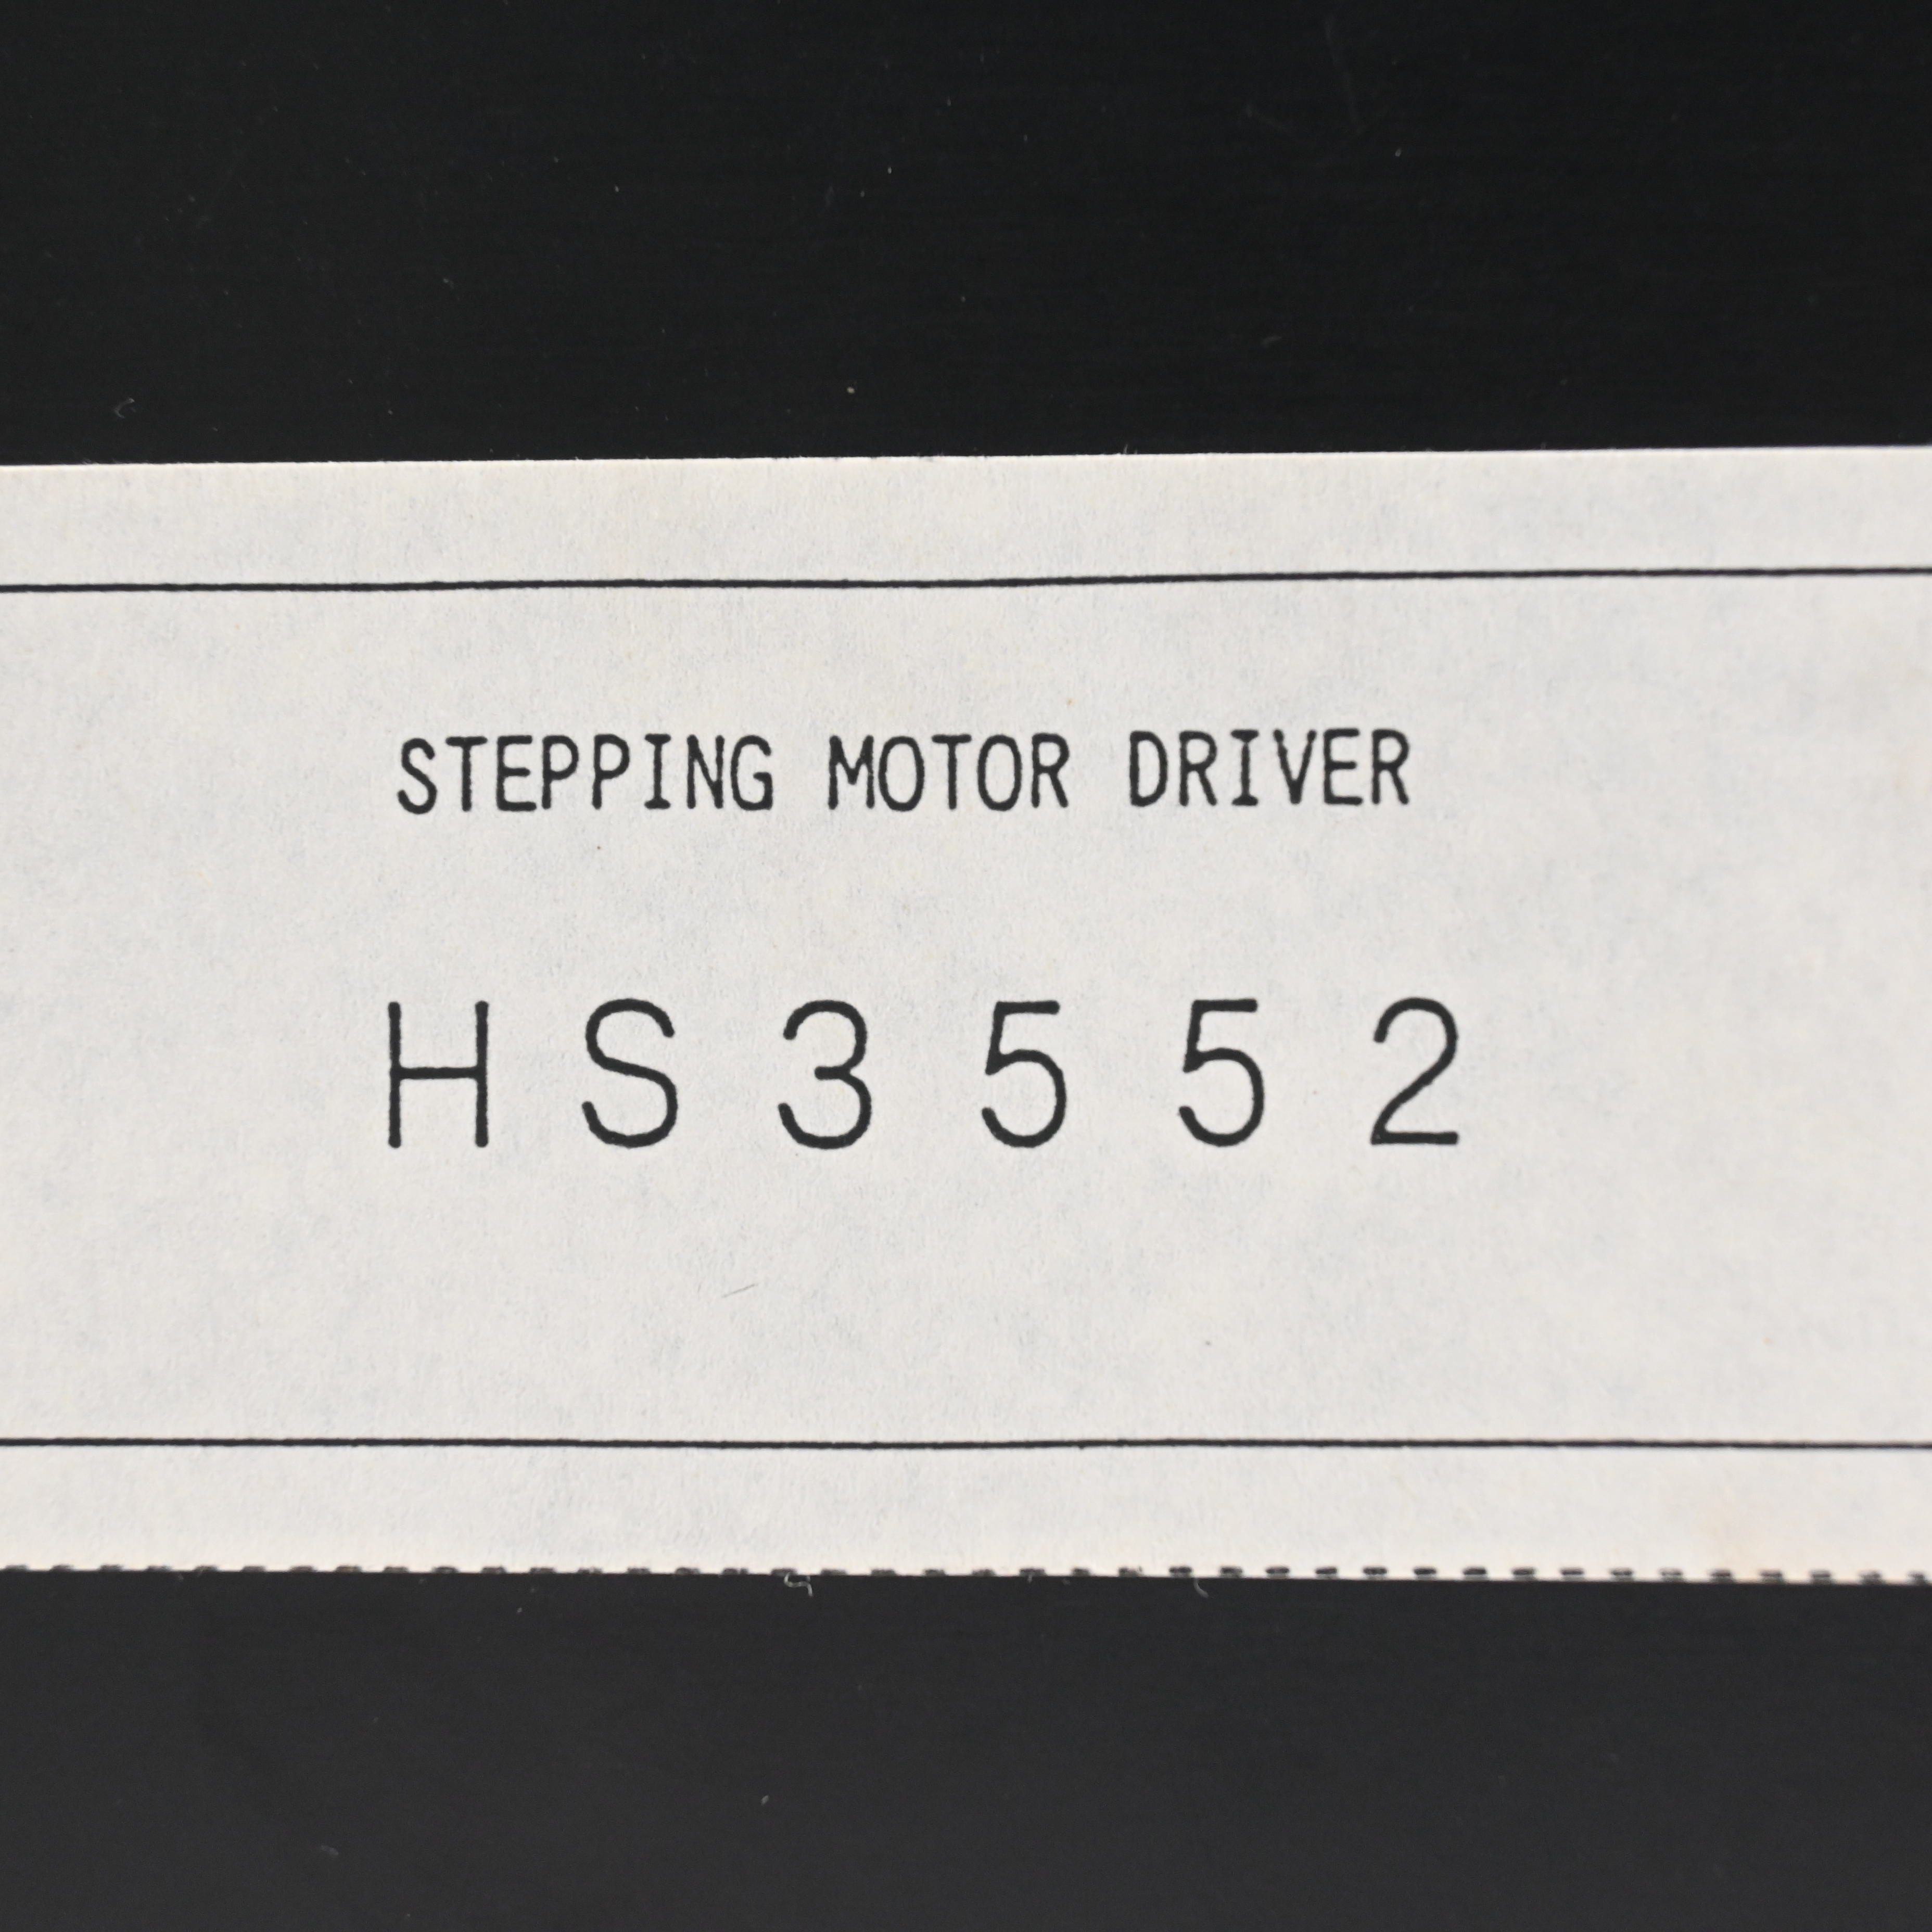 STEPPING MOTOR DRIVER
HS3552